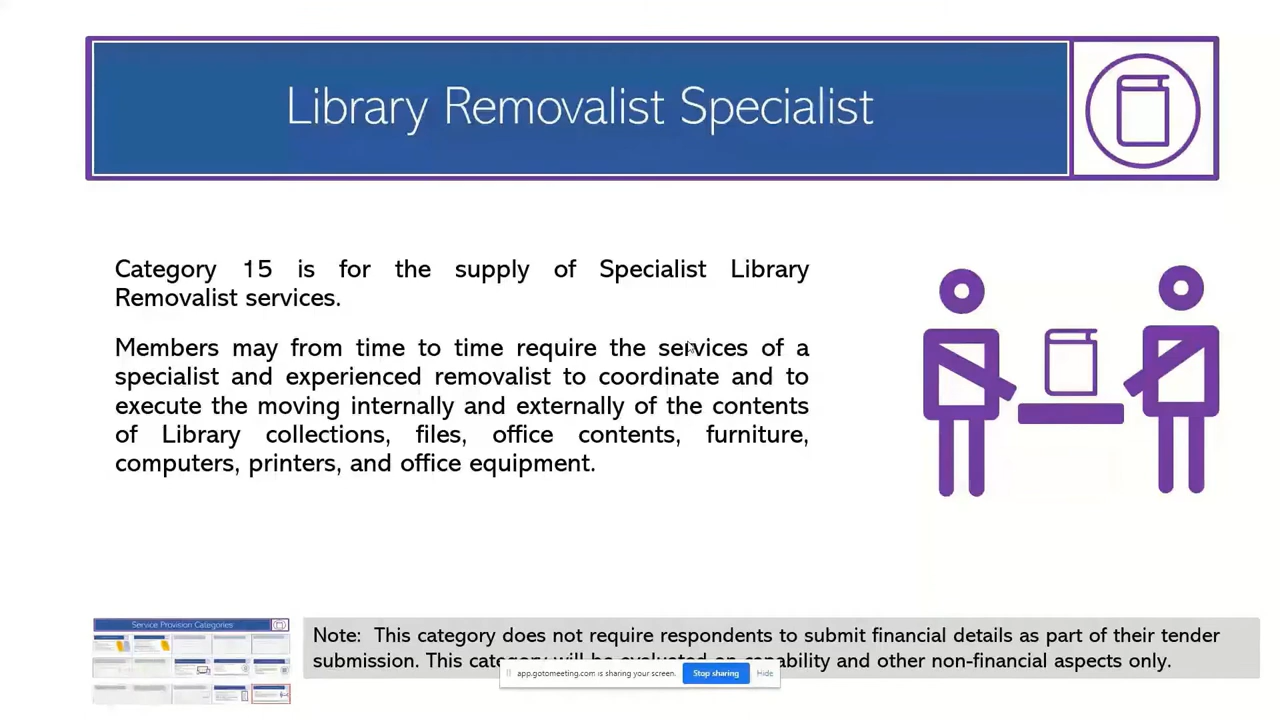 Library Removalist Specialist
Category 15 is for the supply of Specialist Library
Removalist services.
Members may from time to time require the services of a
specialist and experienced removalist to coordinate and to
execute the moving internally and externally of the contents
of Library collections, files, office contents, furniture,
computers, printers, and office equipment.
Service Provision Categories
Note: This category does not require respondents to submit financial details as part of their tender
submission. This category will be evaluated on capability and other non-financial aspects only.
app.gotomeeting.com is sharing your screen.
Stop sharing
Hide